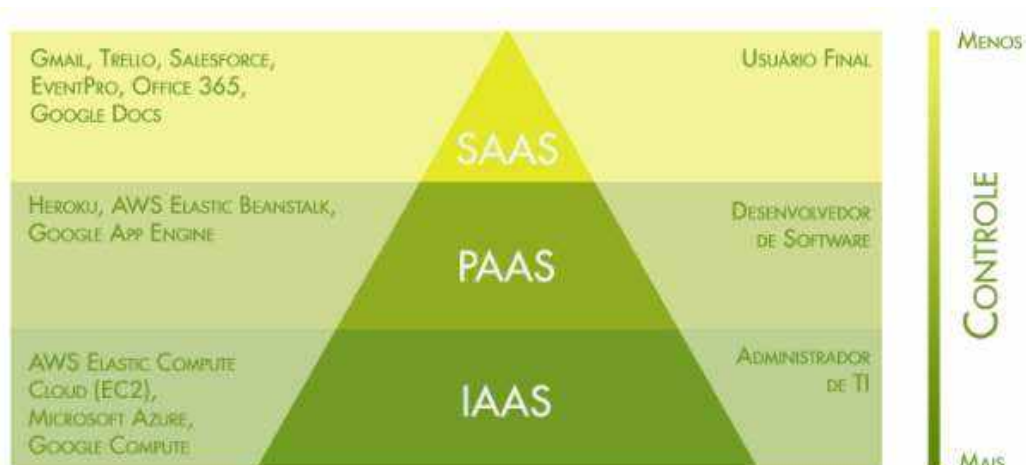 Gmail, Trello, Salesforce,
EventPro, Office 365,
Google Docs
SAAS
Usuário Final
Menos
Heroku, AWS Elastic Beanstalk,
Google App Engine
PAAS
Desenvolvedor
de Software
Controle
AWS Elastic Compute
Cloud (EC2),
Microsoft Azure,
Google Compute
IAAS
Administrador
de TI
Mais